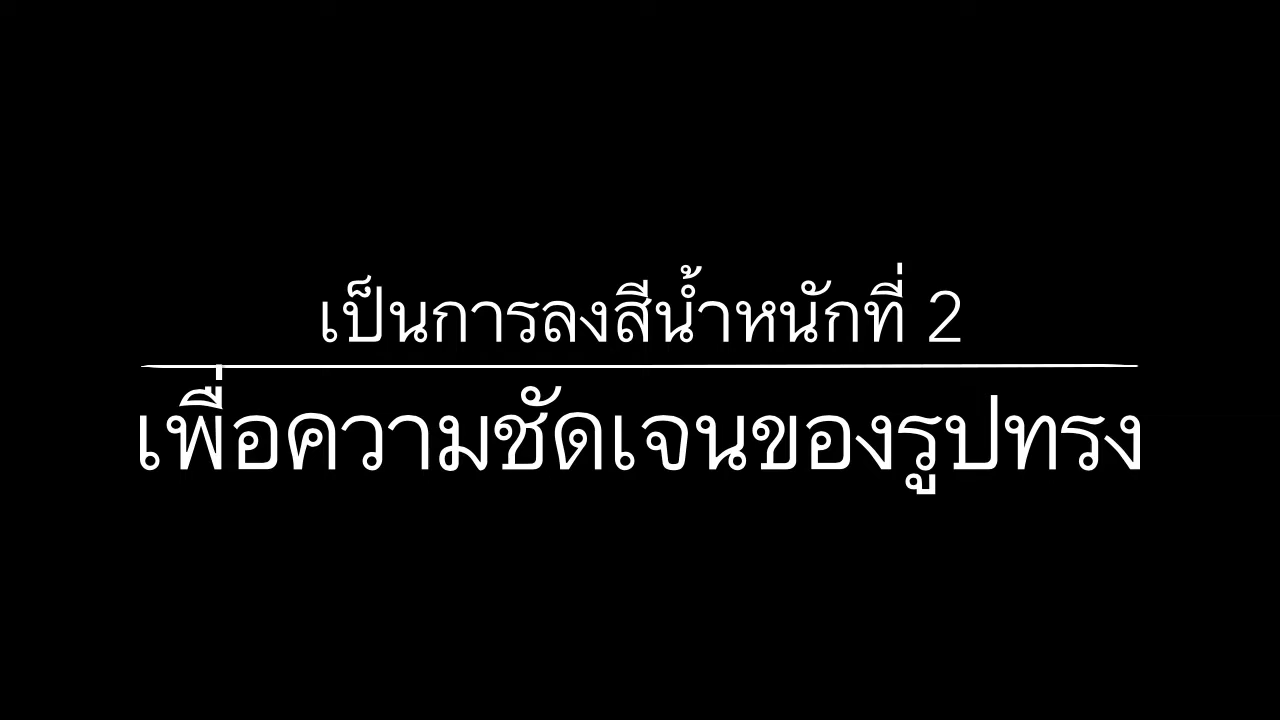 เป็นการลงสีน้ำหนักที่ 2
เพื่อความชัดเจนของรูปทรง